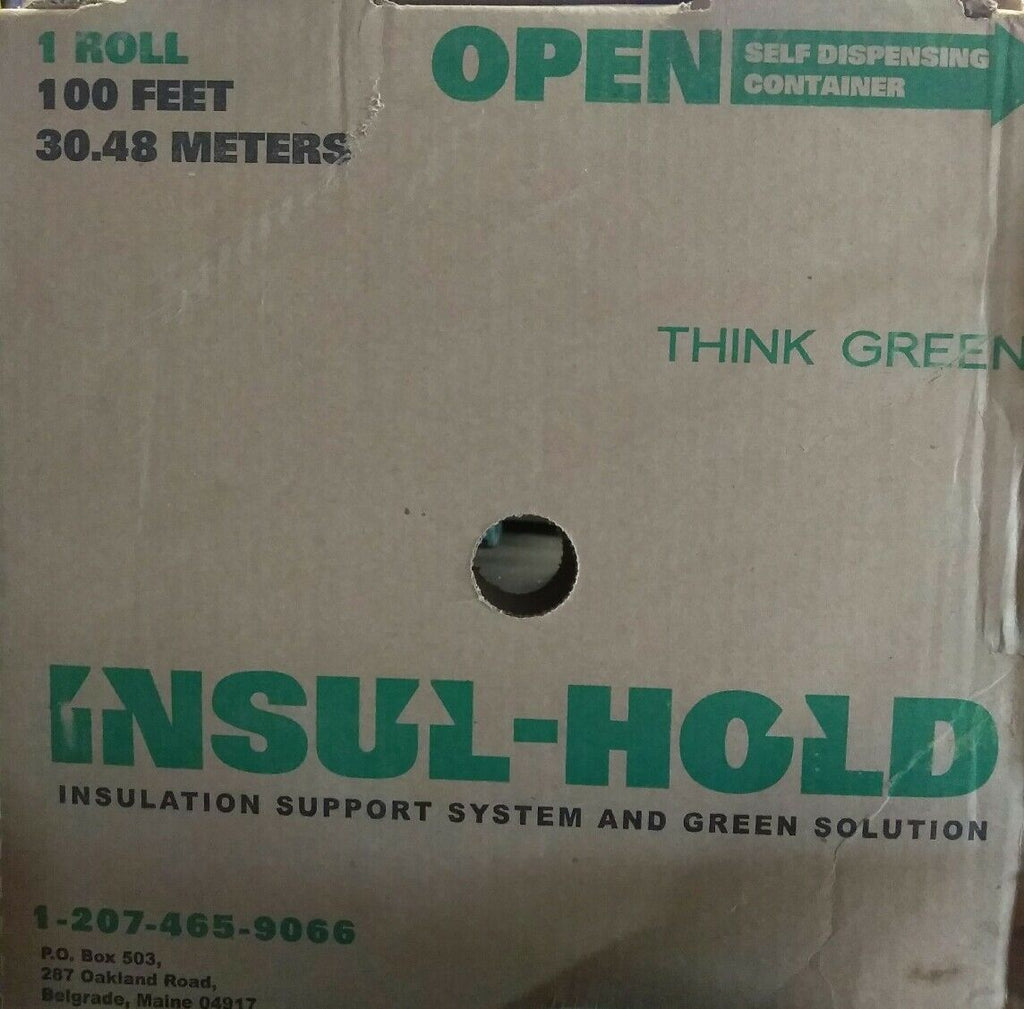 1 ROLL
100 FEET
30.48 METERS
OPEN
SELF DISPENSING
CONTAINER
THINK GREEN
INSUL-HOLD
INSULATION SUPPORT SYSTEM AND GREEN SOLUTION
1-207-465-9066
P.O. Box 503,
287 Oakland Road,
Belgrade, Maine 04917